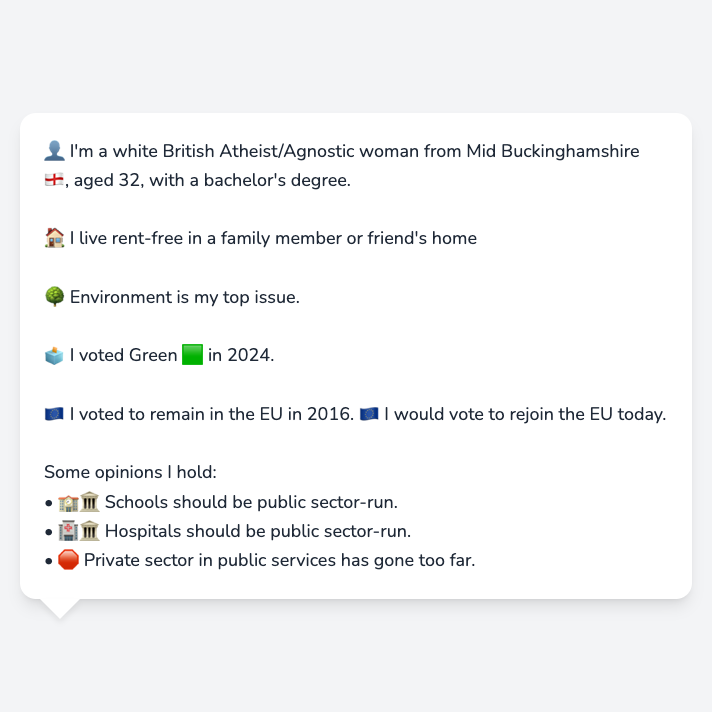 👤 I'm a white British Atheist/Agnostic woman from Mid Buckinghamshire
🏴󠁧󠁢󠁥󠁮󠁧󠁿, aged 32, with a bachelor's degree.
🏠 I live rent-free in a family member or friend's home
🌳 Environment is my top issue.
🗳️ I voted Green 🟩 in 2024.
🇪🇺 I voted to remain in the EU in 2016. 🇪🇺 I would vote to rejoin the EU today.
Some opinions I hold:
• 🏫🏛️ Schools should be public sector-run.
• 🏥🏛️ Hospitals should be public sector-run.
• 🛑 Private sector in public services has gone too far.